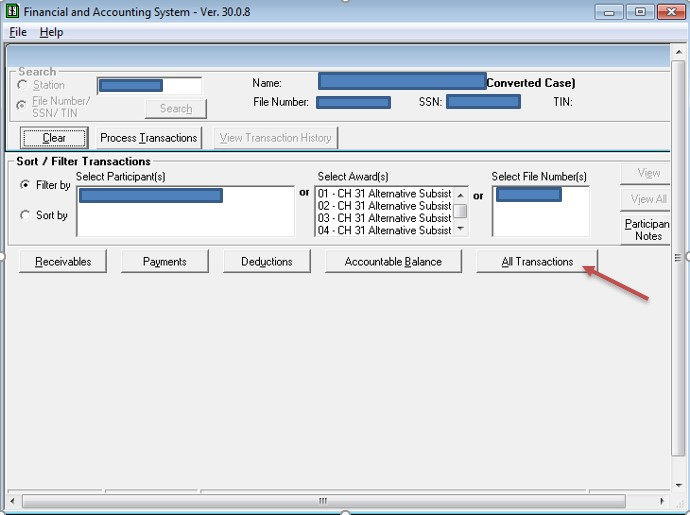 Financial and Accounting System - Ver. 30.0.8
File Help
Search
Station
File Number/
SSN/ TIN
Search
Name: Converted Case)
File Number: SSN: TIN:
Clear Process Transactions View Transaction History
Sort / Filter Transactions
Filter by
Sort by
Select Participant(s)
or
Select Award(s)
01 - CH 31 Alternative Subsist
02 - CH 31 Alternative Subsist
03 - CH 31 Alternative Subsist
04 - CH 31 Alternative Subsist
or
Select File Number(s)
View
View All
Participan
Notes
Receivables Payments Deductions Accountable Balance All Transactions